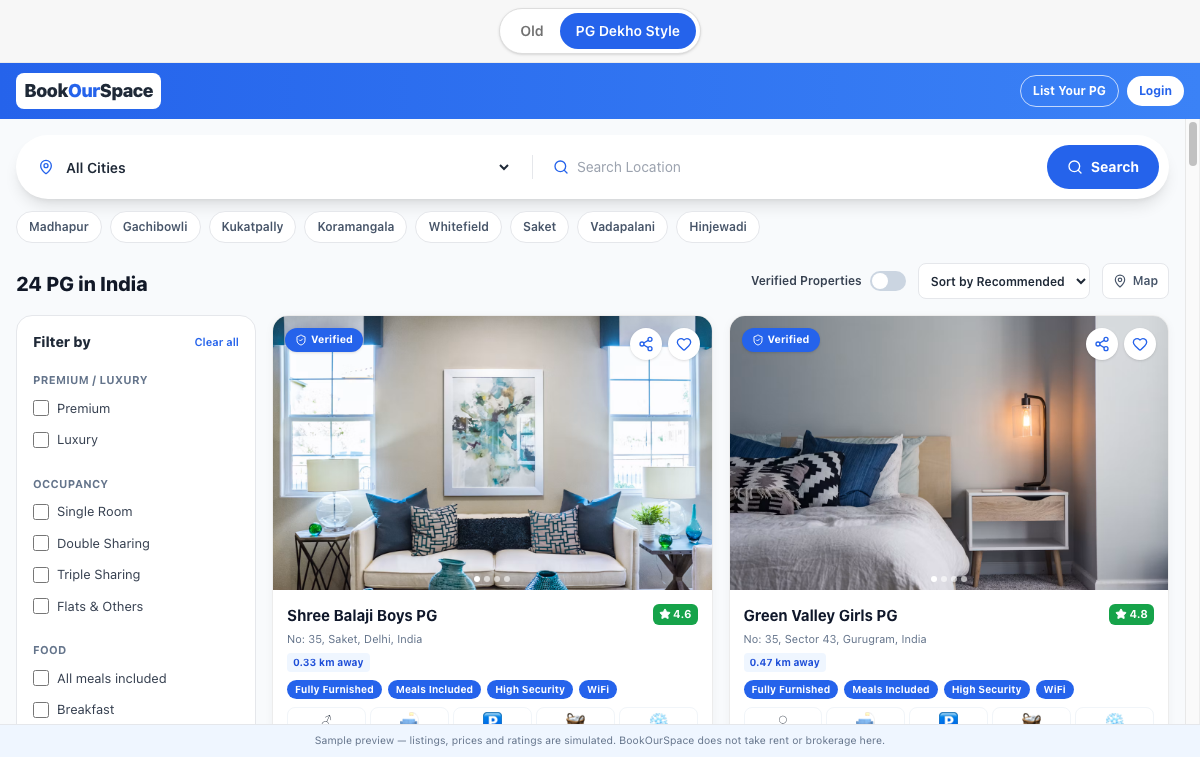 Old
PG Dekho Style
BookOurSpace
List Your PG
Login
All Cities
Search Location
Search
Madhapur
Gachibowli
Kukatpally
Koramangala
Whitefield
Saket
Vadapalani
Hinjewadi
24 PG in India
Verified Properties
Sort by Recommended
Map
Filter by
Clear all
PREMIUM / LUXURY
Premium
Luxury
OCCUPANCY
Single Room
Double Sharing
Triple Sharing
Flats & Others
FOOD
All meals included
Breakfast
Verified
Shree Balaji Boys PG
4.6
No: 35, Saket, Delhi, India
0.33 km away
Fully Furnished
Meals Included
High Security
WiFi
P
Verified
Green Valley Girls PG
4.8
No: 35, Sector 43, Gurugram, India
0.47 km away
Fully Furnished
Meals Included
High Security
WiFi
P
Sample preview — listings, prices and ratings are simulated. BookOurSpace does not take rent or brokerage here.